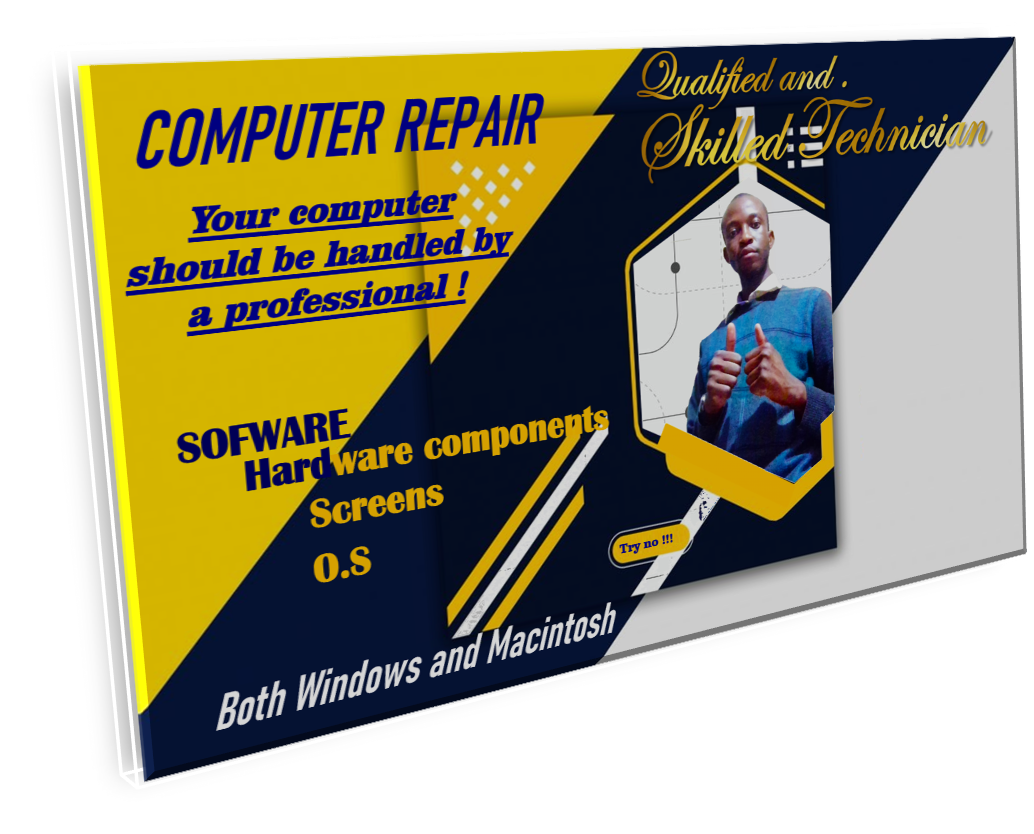 COMPUTER REPAIR
Your computer
should be handled by
a professional !
Qualified and .
Skilled Technician
SOFWARE
Hardware components
Screens
O.S
Try no !!!
Both Windows and Macintosh